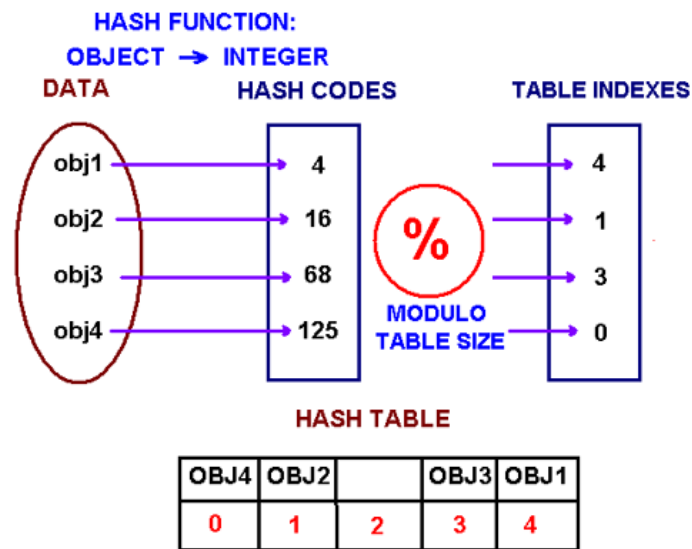 HASH FUNCTION:
OBJECT → INTEGER
DATA HASH CODES TABLE INDEXES
obj1 4 4
obj2 16 % 1
obj3 68 3
MODULO
obj4 125 TABLE SIZE 0
HASH TABLE
OBJ4 OBJ2 OBJ3 OBJ1
0 1 2 3 4